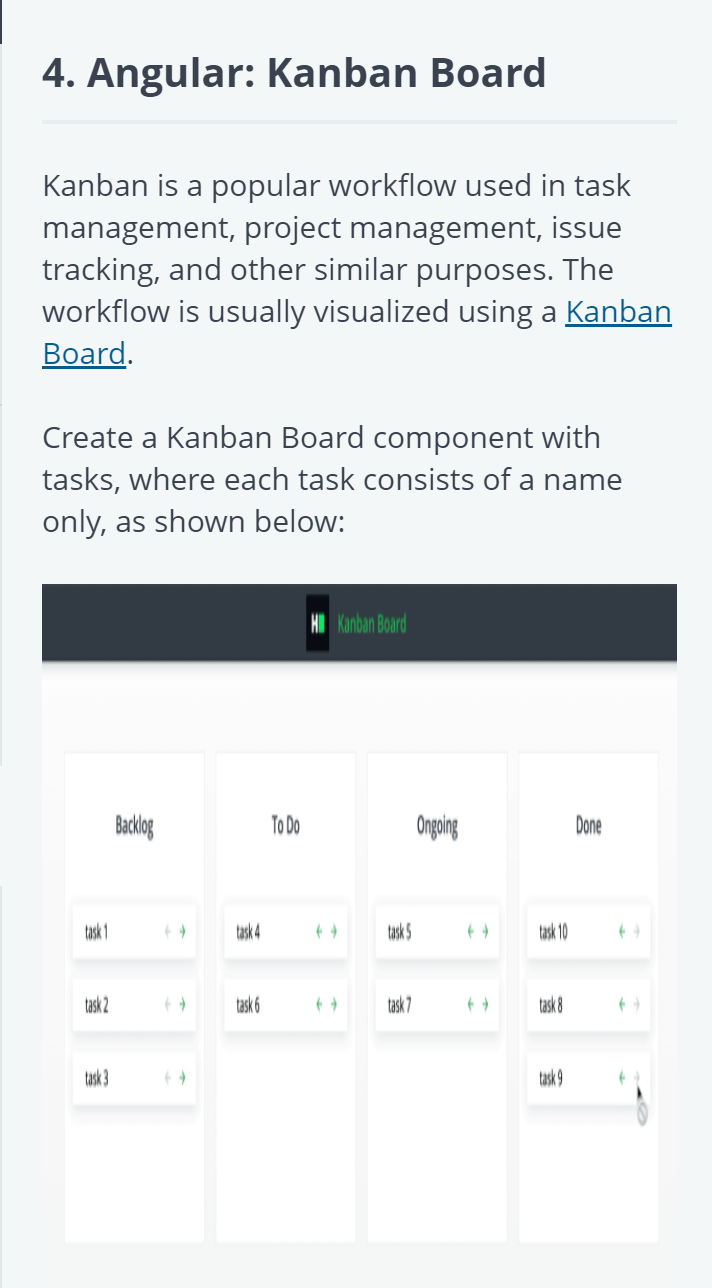 4. Angular: Kanban Board
Kanban is a popular workflow used in task
management, project management, issue
tracking, and other similar purposes. The
workflow is usually visualized using a Kanban
Board.
Create a Kanban Board component with
tasks, where each task consists of a name
only, as shown below:
H Kanban Board
Backlog To Do Ongoing Done
task 1 task 4 task 5 task 10
task 2 task 6 task 7 task 8
task 3 task 9